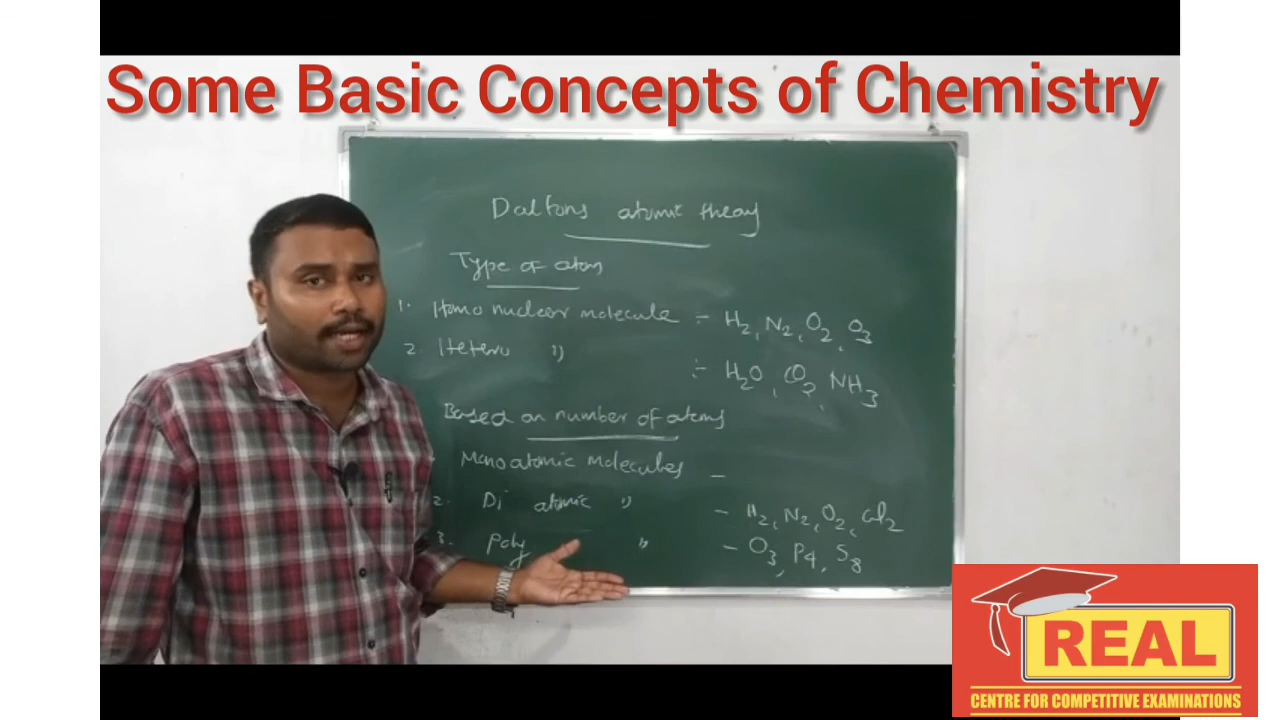 Some Basic Concepts of Chemistry
Daltons atomic theory
Type of atom
1. Homo nuclear molecule :- H2, N2, O2, O3
2. Hetero " :- H2O, CO2, NH3
Based on number of atoms
Monoatomic molecules -
2. Di atomic " - H2, N2, O2, Cl2
3. Poly " - O3, P4, S8
REAL
CENTRE FOR COMPETITIVE EXAMINATIONS